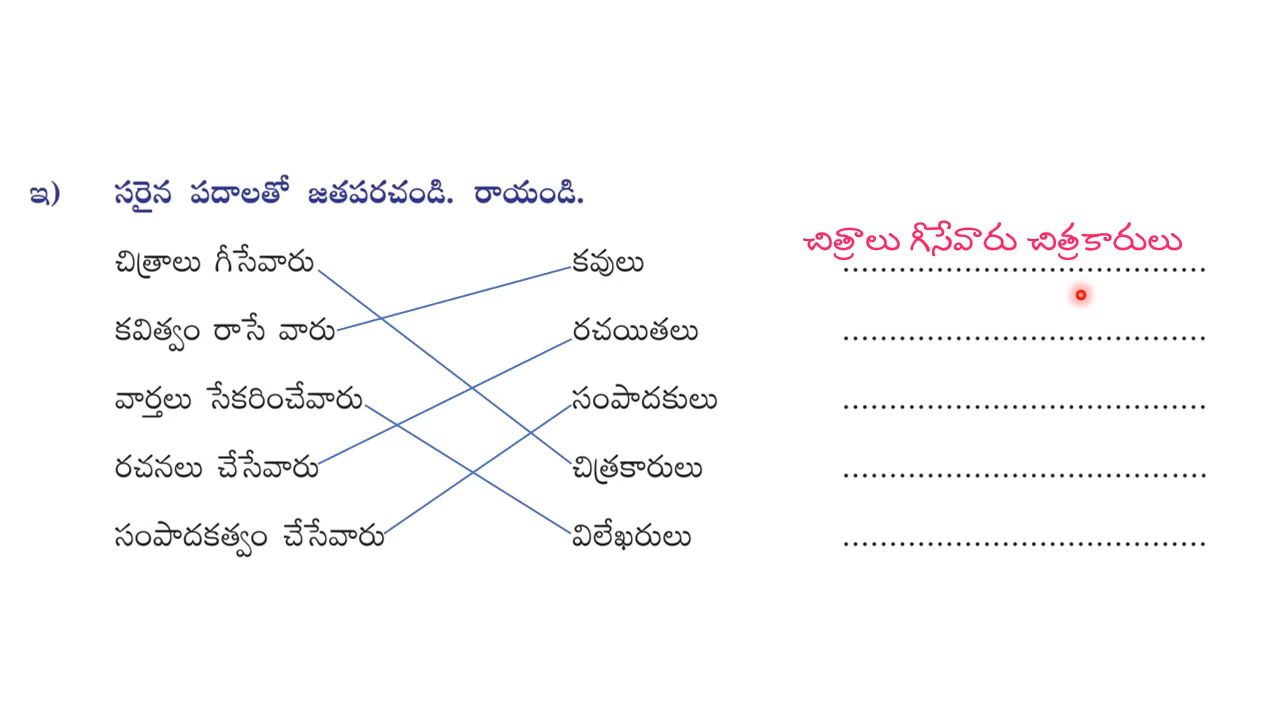 ఇ) సరైన పదాలతో జతపరచండి. రాయండి.
చిత్రాలు గీసేవారు చిత్రకారులు
చిత్రాలు గీసేవారు కవులు ........................................
కవిత్వం రాసే వారు రచయితలు ........................................
వార్తలు సేకరించేవారు సంపాదకులు ........................................
రచనలు చేసేవారు చిత్రకారులు ........................................
సంపాదకత్వం చేసేవారు విలేఖరులు ........................................